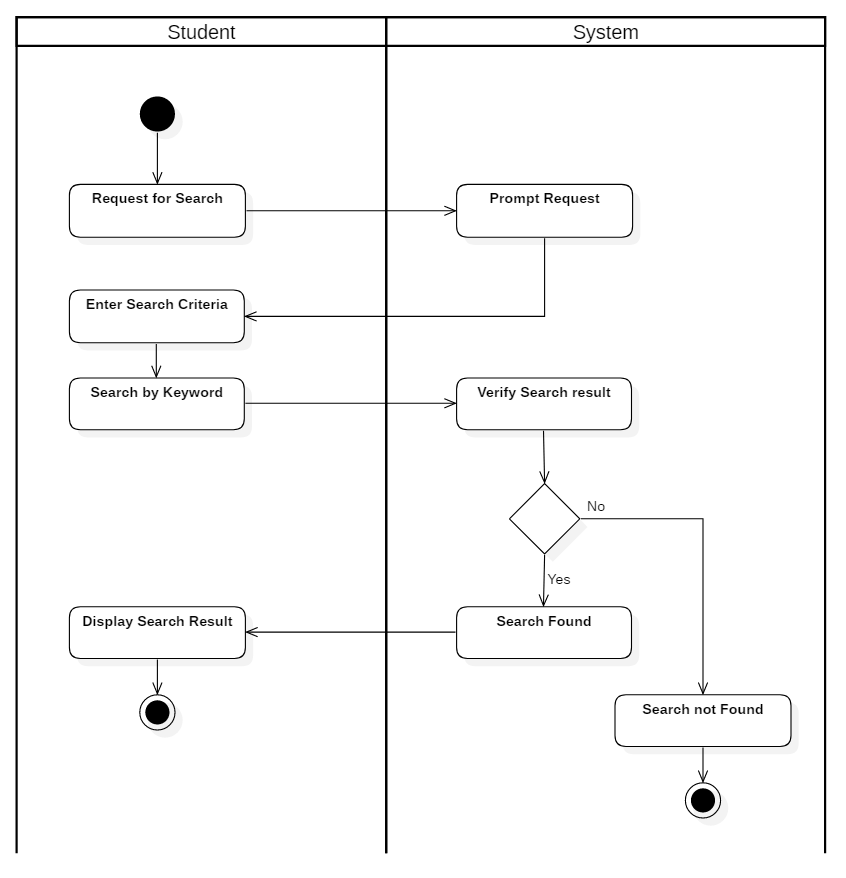 Student
System
Request for Search
Prompt Request
Enter Search Criteria
Search by Keyword
Verify Search result
No
Yes
Display Search Result
Search Found
Search not Found